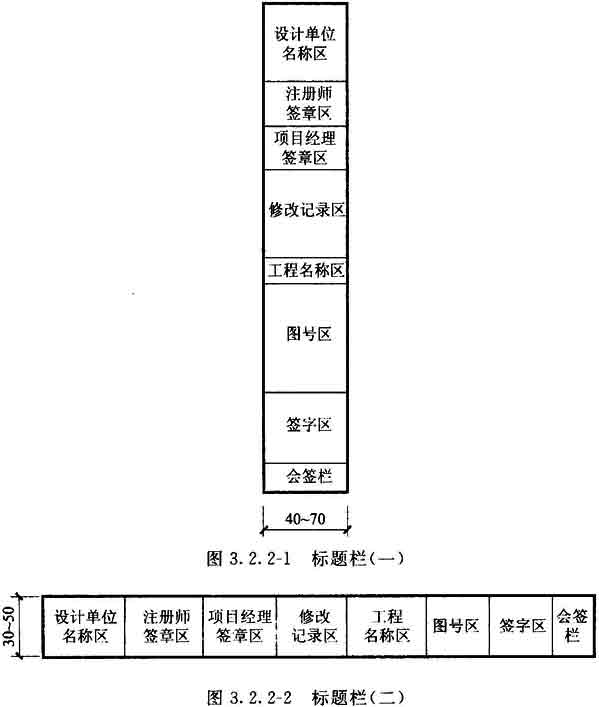 设计单位
名称区
注册师
签章区
项目经理
签章区
修改记录区
工程名称区
图号区
签字区
会签栏
40~70
图 3.2.2-1 标题栏(一)
30~50
设计单位
名称区
注册师
签章区
项目经理
签章区
修改
记录区
工程
名称区
图号区
签字区
会签
栏
图 3.2.2-2 标题栏(二)